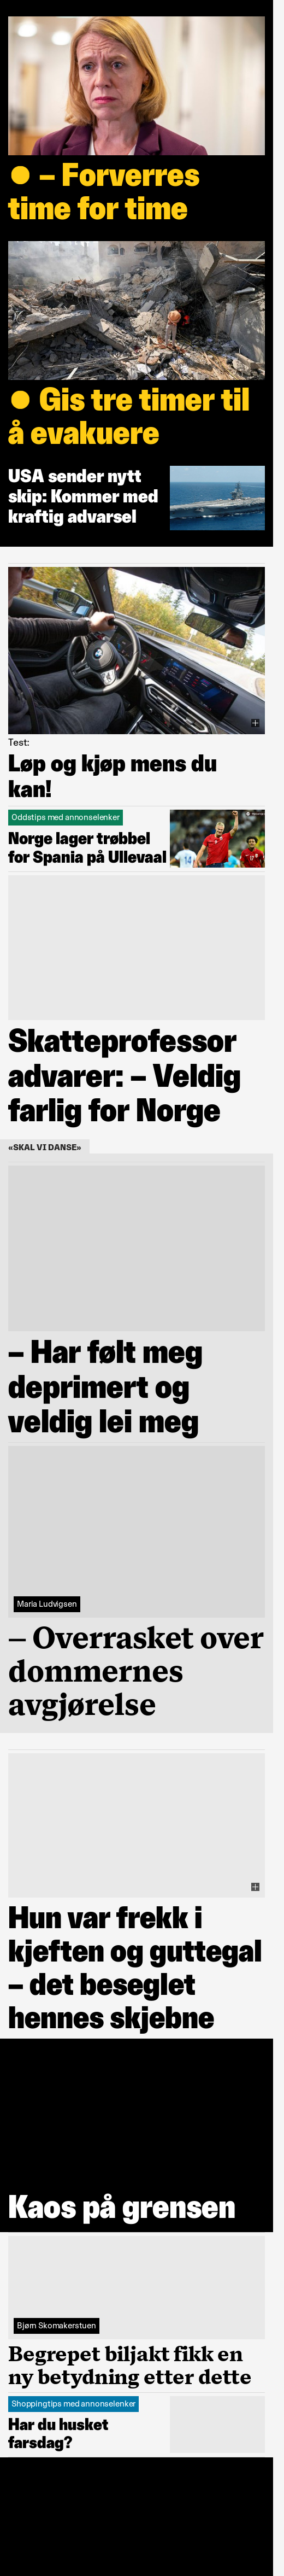 – Forverres
time for time
Gis tre timer til
å evakuere
USA sender nytt
skip: Kommer med
kraftig advarsel
Test:
Løp og kjøp mens du
kan!
Oddstips med annonselenker
Norge lager trøbbel
for Spania på Ullevaal
Skatteprofessor
advarer: – Veldig
farlig for Norge
«SKAL VI DANSE»
– Har følt meg
deprimert og
veldig lei meg
Maria Ludvigsen
– Overrasket over
dommernes
avgjørelse
Hun var frekk i
kjeften og guttegal
– det beseglet
hennes skjebne
Kaos på grensen
Bjørn Skomakerstuen
Begrepet biljakt fikk en
ny betydning etter dette
Shoppingtips med annonselenker
Har du husket
farsdag?